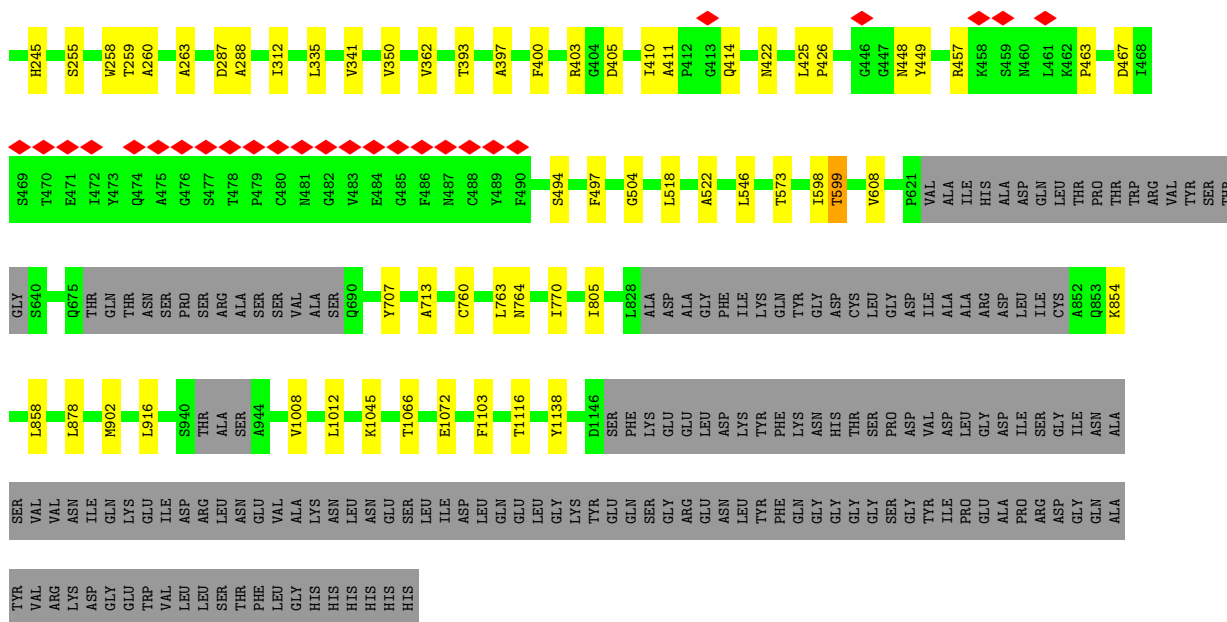 H245 S255 W258 T259 A260 A263 D287 A288 I312 L335 V341 V350 V362 T393 A397 F400 R403 G404 D405 I410 A411 P412 G413 Q414 N422 L425 P426 G446 G447 N448 Y449 R457 K458 S459 N460 L461 K462 P463 D467 I468
S469 T470 E471 I472 Y473 Q474 A475 G476 S477 T478 P479 C480 N481 G482 V483 E484 G485 F486 N487 C488 Y489 F490 S494 F497 G504 L518 A522 L546 T573 I598 T599 V608 P621 VAL ALA ILE HIS ALA ASP GLN LEU THR PRO THR TRP ARG VAL TYR SER THR
GLY S640 Q675 THR GLN THR ASN SER PRO SER ARG ALA SER SER VAL ALA SER Q690 Y707 A713 C760 L763 N764 I770 I805 L828 ALA ASP ALA GLY PHE ILE LYS GLN TYR GLY ASP CYS LEU GLY ASP ILE ALA ALA ARG ASP LEU ILE CYS A852 Q853 K854
L858 L878 M902 L916 S940 THR ALA SER A944 V1008 L1012 K1045 T1066 E1072 F1103 T1116 Y1138 D1146 SER PHE LYS GLU GLU LEU ASP LYS TYR PHE LYS ASN HIS THR SER PRO ASP VAL ASP LEU GLY ASP ILE SER GLY ILE ASN ALA
SER VAL VAL ASN ILE GLN LYS GLU ILE ASP ARG LEU ASN GLU VAL ALA LYS ASN LEU ASN GLU SER LEU ILE ASP LEU GLN GLU LEU GLY LYS TYR GLU GLN SER GLY ARG GLU ASN LEU TYR PHE GLN GLY GLY GLY GLY SER GLY TYR ILE PRO GLU ALA PRO ARG ASP GLY GLN ALA
TYR VAL ARG LYS ASP GLY GLU TRP VAL LEU LEU SER THR PHE LEU GLY HIS HIS HIS HIS HIS HIS